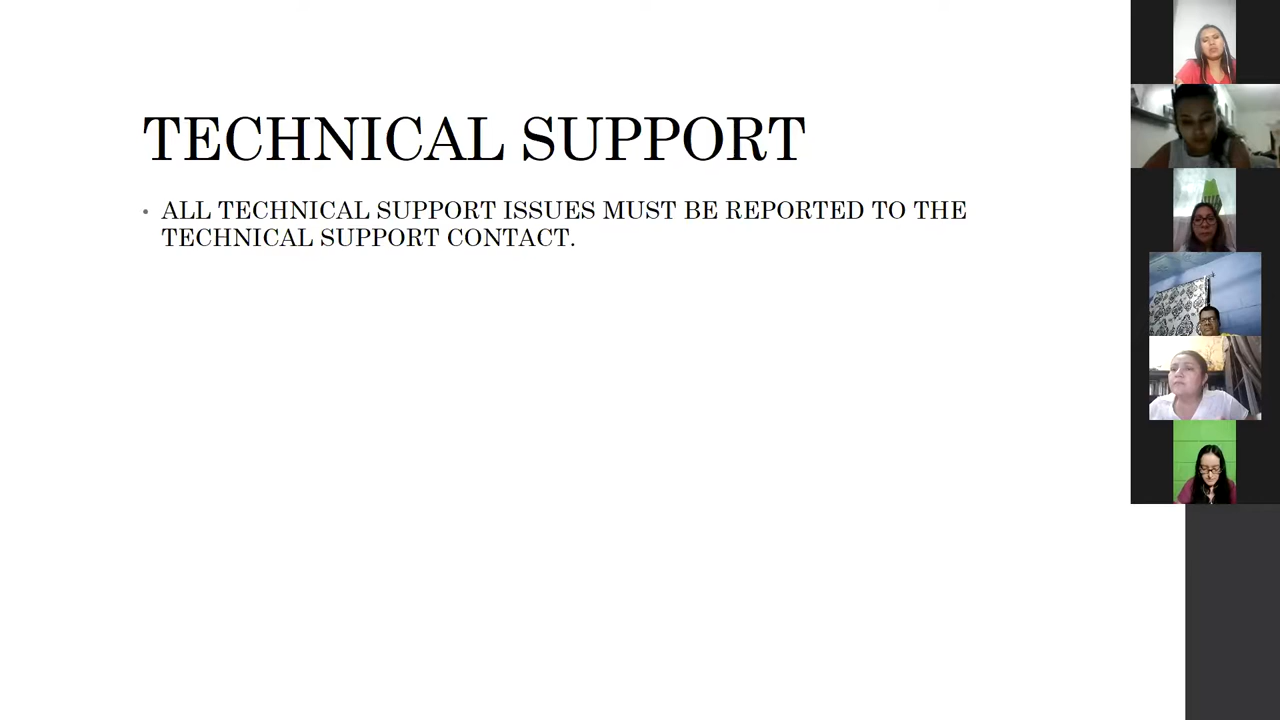 TECHNICAL SUPPORT
• ALL TECHNICAL SUPPORT ISSUES MUST BE REPORTED TO THE
TECHNICAL SUPPORT CONTACT.